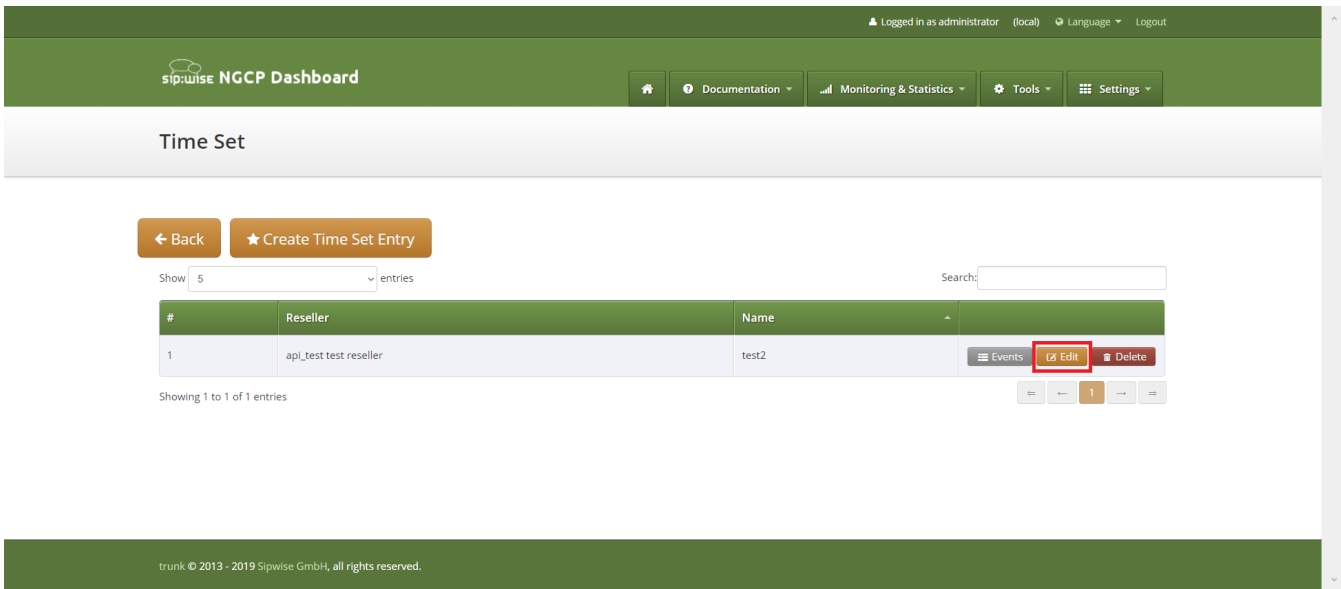 Logged in as administrator (local) Language Logout
sip:wise NGCP Dashboard
Documentation Monitoring & Statistics Tools Settings
Time Set
Back Create Time Set Entry
Show 5 entries Search:
# Reseller Name
1 api_test test reseller test2 Events Edit Delete
Showing 1 to 1 of 1 entries ⇐ ← 1 → ⇒
trunk © 2013 - 2019 Sipwise GmbH, all rights reserved.